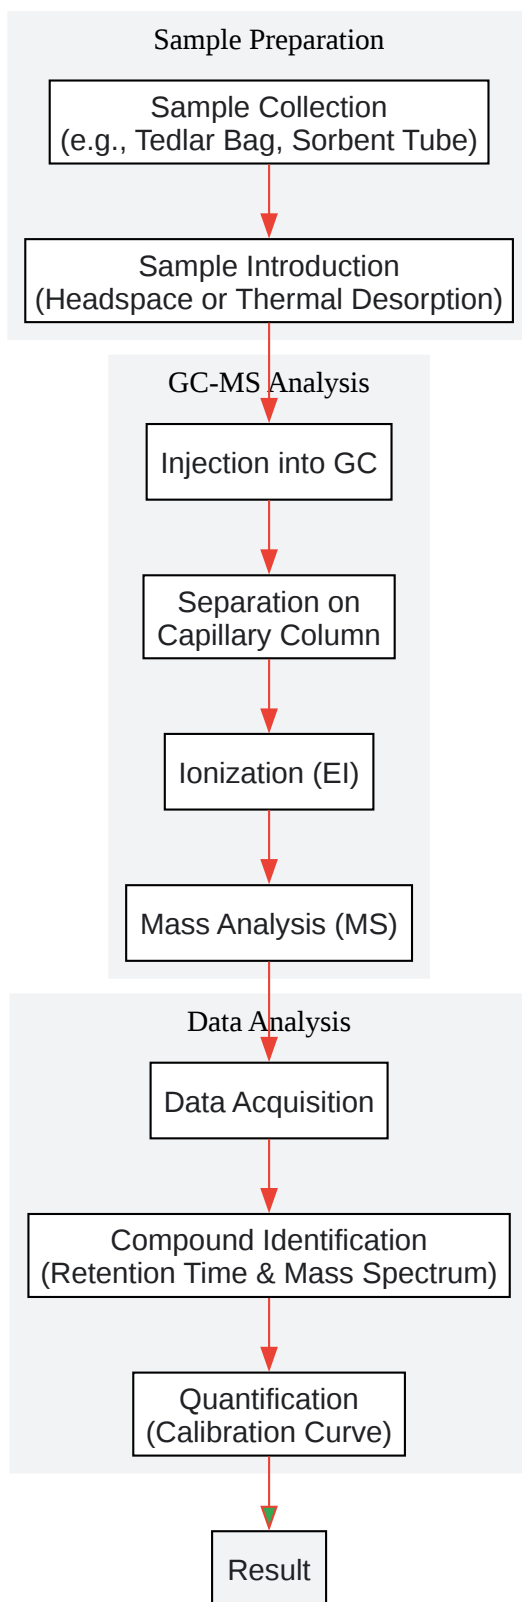 Sample Preparation
Sample Collection
(e.g., Tedlar Bag, Sorbent Tube)
Sample Introduction
(Headspace or Thermal Desorption)
GC-MS Analysis
Injection into GC
Separation on
Capillary Column
Ionization (EI)
Mass Analysis (MS)
Data Analysis
Data Acquisition
Compound Identification
(Retention Time & Mass Spectrum)
Quantification
(Calibration Curve)
Result